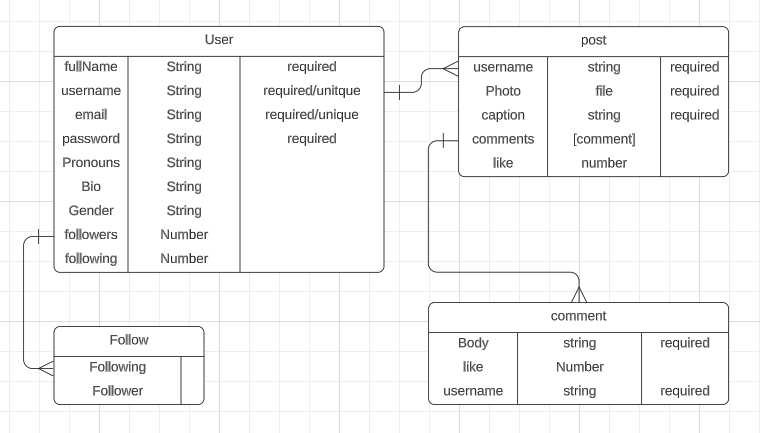 User
fullName String required
username String required/unitque
email String required/unique
password String required
Pronouns String
Bio String
Gender String
followers Number
following Number
post
username string required
Photo file required
caption string required
comments [comment]
like number
Follow
Following
Follower
comment
Body string required
like Number
username string required